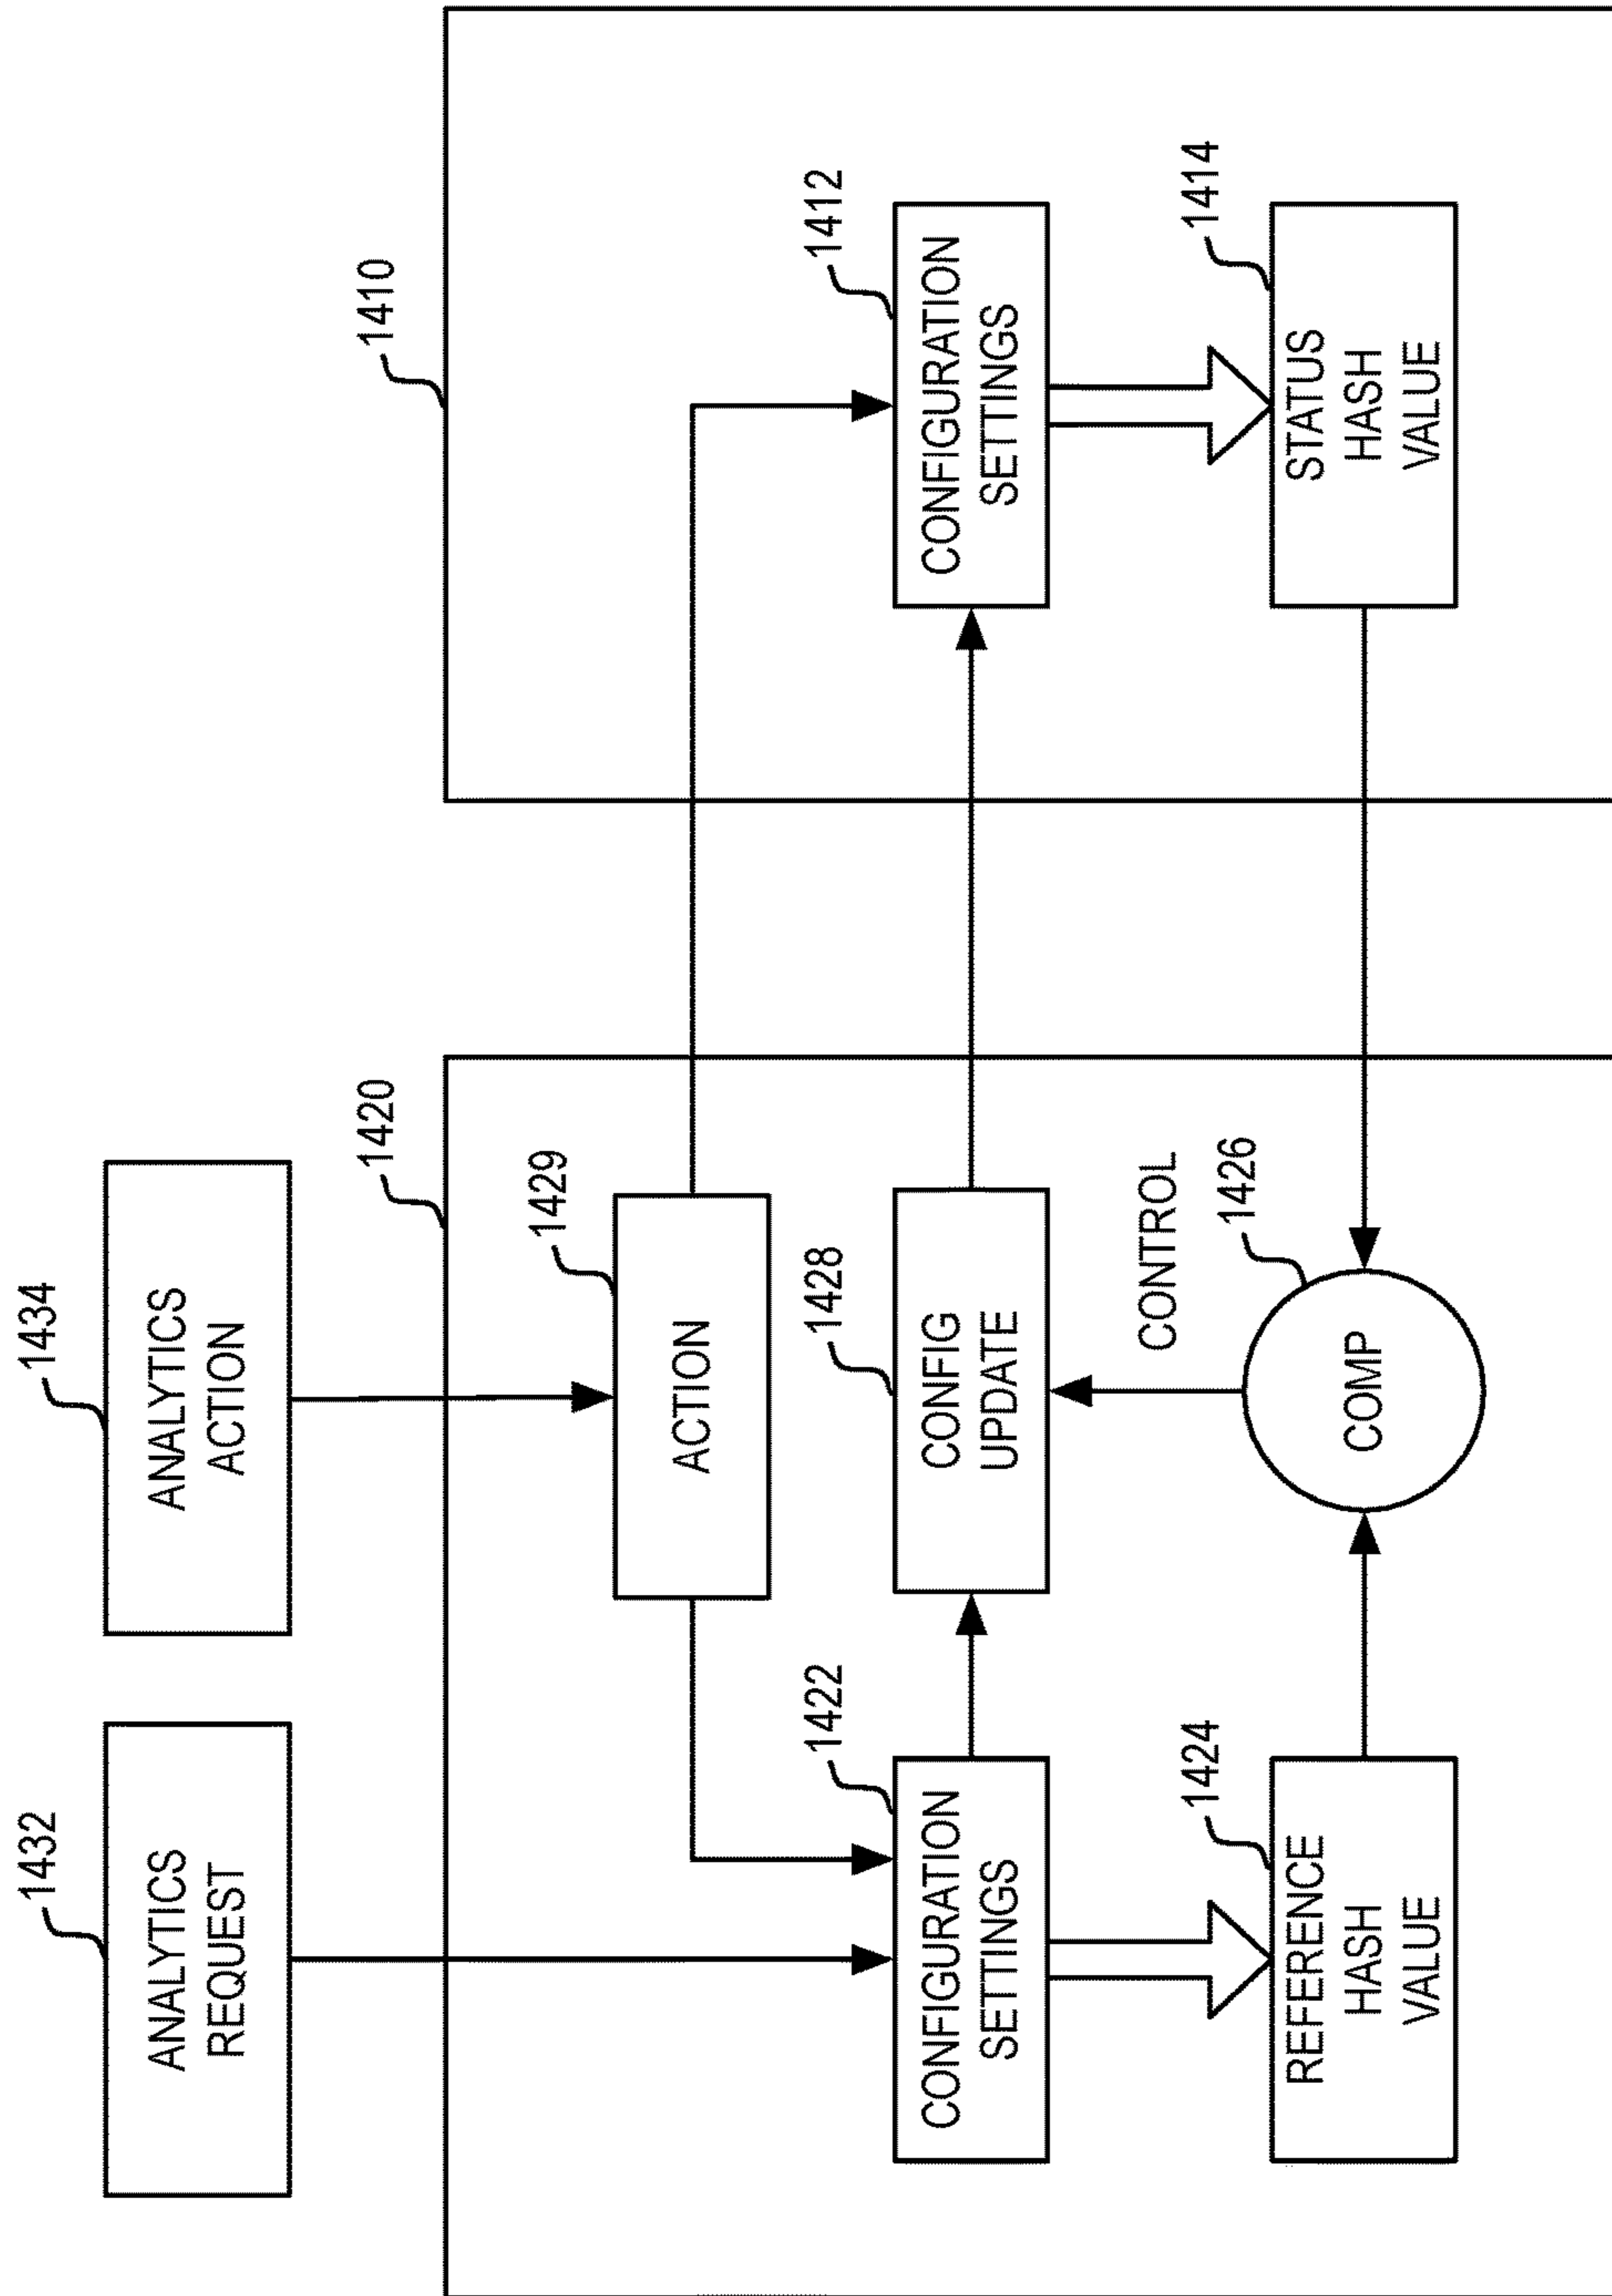 1432
ANALYTICS
REQUEST
1434
ANALYTICS
ACTION
1420
1410
1429
ACTION
1422
CONFIGURATION
SETTINGS
1428
CONFIG
UPDATE
1412
CONFIGURATION
SETTINGS
CONTROL
1424
REFERENCE
HASH
VALUE
1426
COMP
1414
STATUS
HASH
VALUE